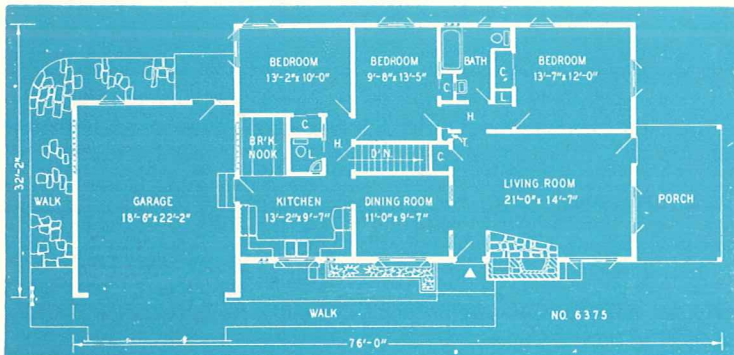 BEDROOM
13'-2"x 10'-0"
BEDROOM
9'-8"x 13'-5"
BATH
BEDROOM
13'-7"x 12'-0"
C.
C.
L.
H.
C.
L.
H.
BR'K.
NOOK
D'N.
C.
T.
32'-2"
WALK
GARAGE
18'-6"x 22'-2"
KITCHEN
13'-2"x9'-7"
DINING ROOM
11'-0"x 9'-7"
LIVING ROOM
21'-0"x 14'-7"
PORCH
WALK
NO. 6375
76'-0"